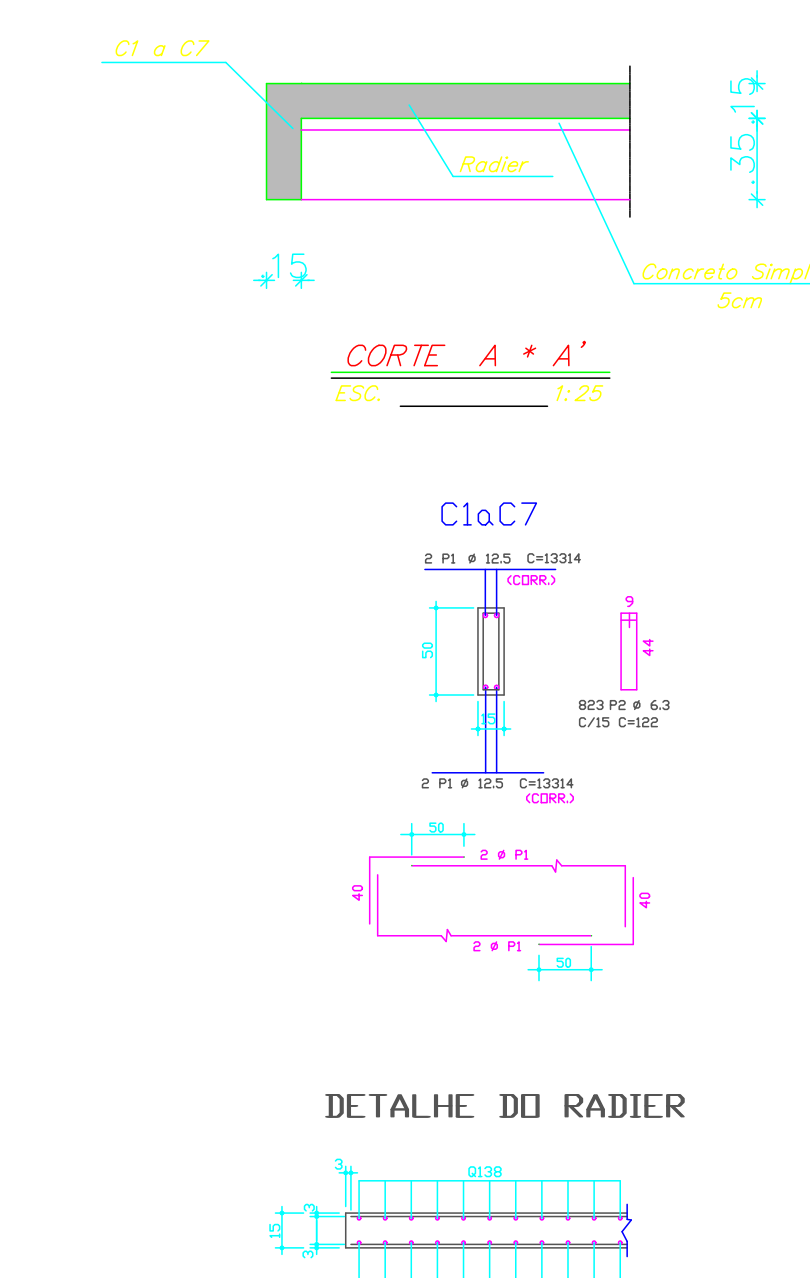 C1 a C7
.15
Radier
.35
.15
Concreto Simpl
5cm
CORTE A * A'
ESC. 1:25
C1aC7
2 P1 ø 12.5 C=13314
(CORR.)
9
50
44
15
823 P2 ø 6.3
C/15 C=122
2 P1 ø 12.5 C=13314
(CORR.)
50
2 ø P1
40
40
2 ø P1
50
DETALHE DO RADIER
3
Q138
3
15
3